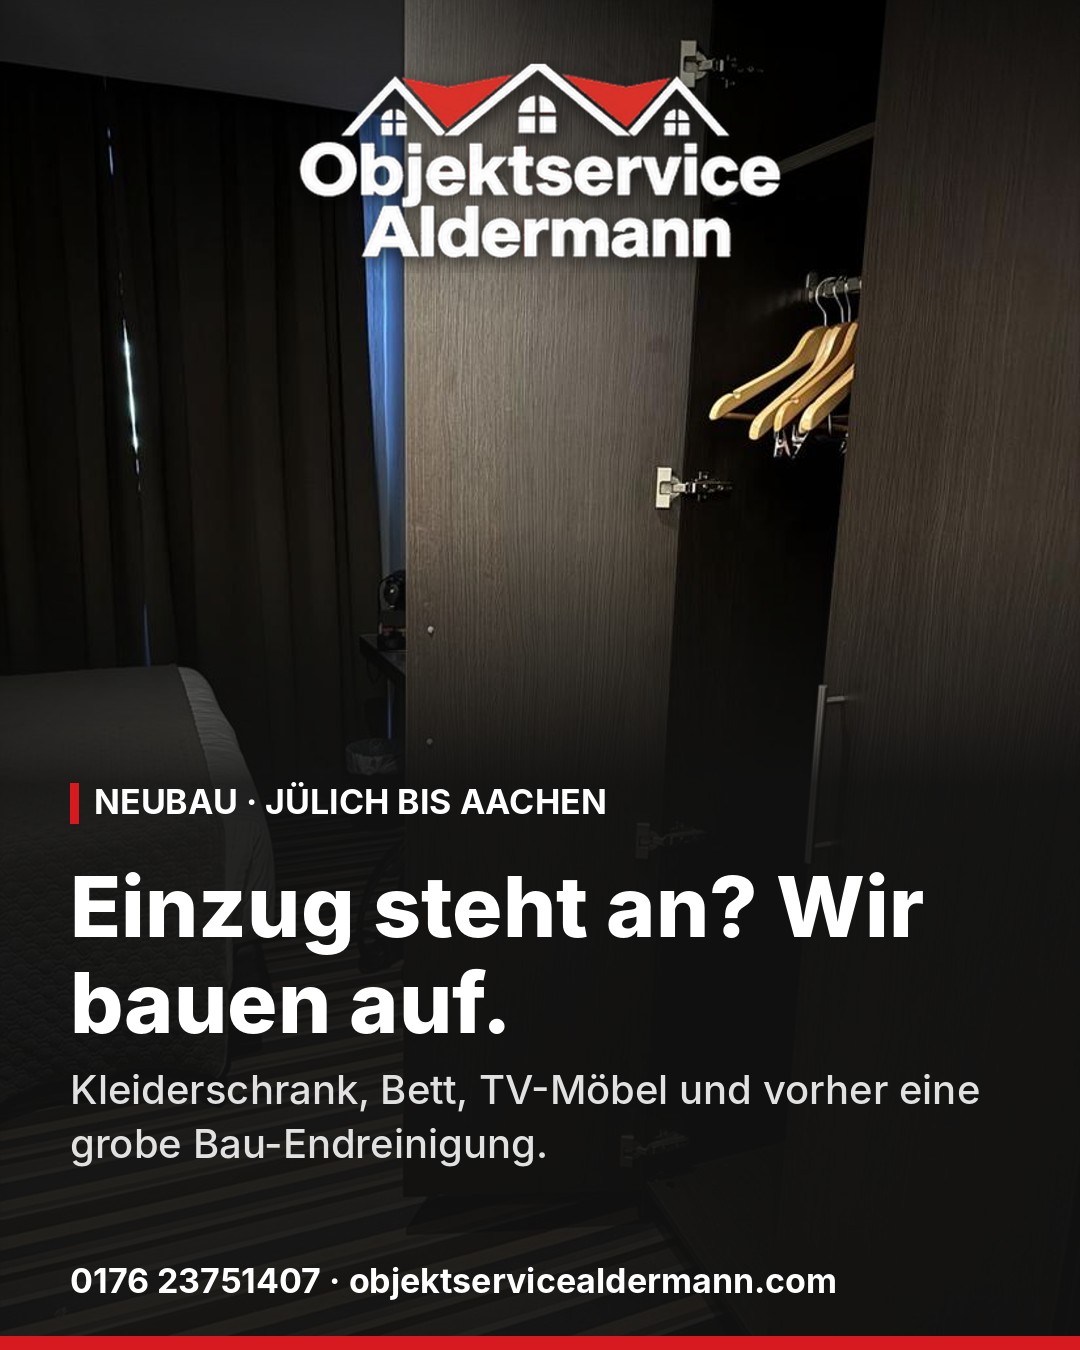 Objektservice
Aldermann
NEUBAU · JÜLICH BIS AACHEN
Einzug steht an? Wir
bauen auf.
Kleiderschrank, Bett, TV-Möbel und vorher eine
grobe Bau-Endreinigung.
0176 23751407 · objektservicealdermann.com